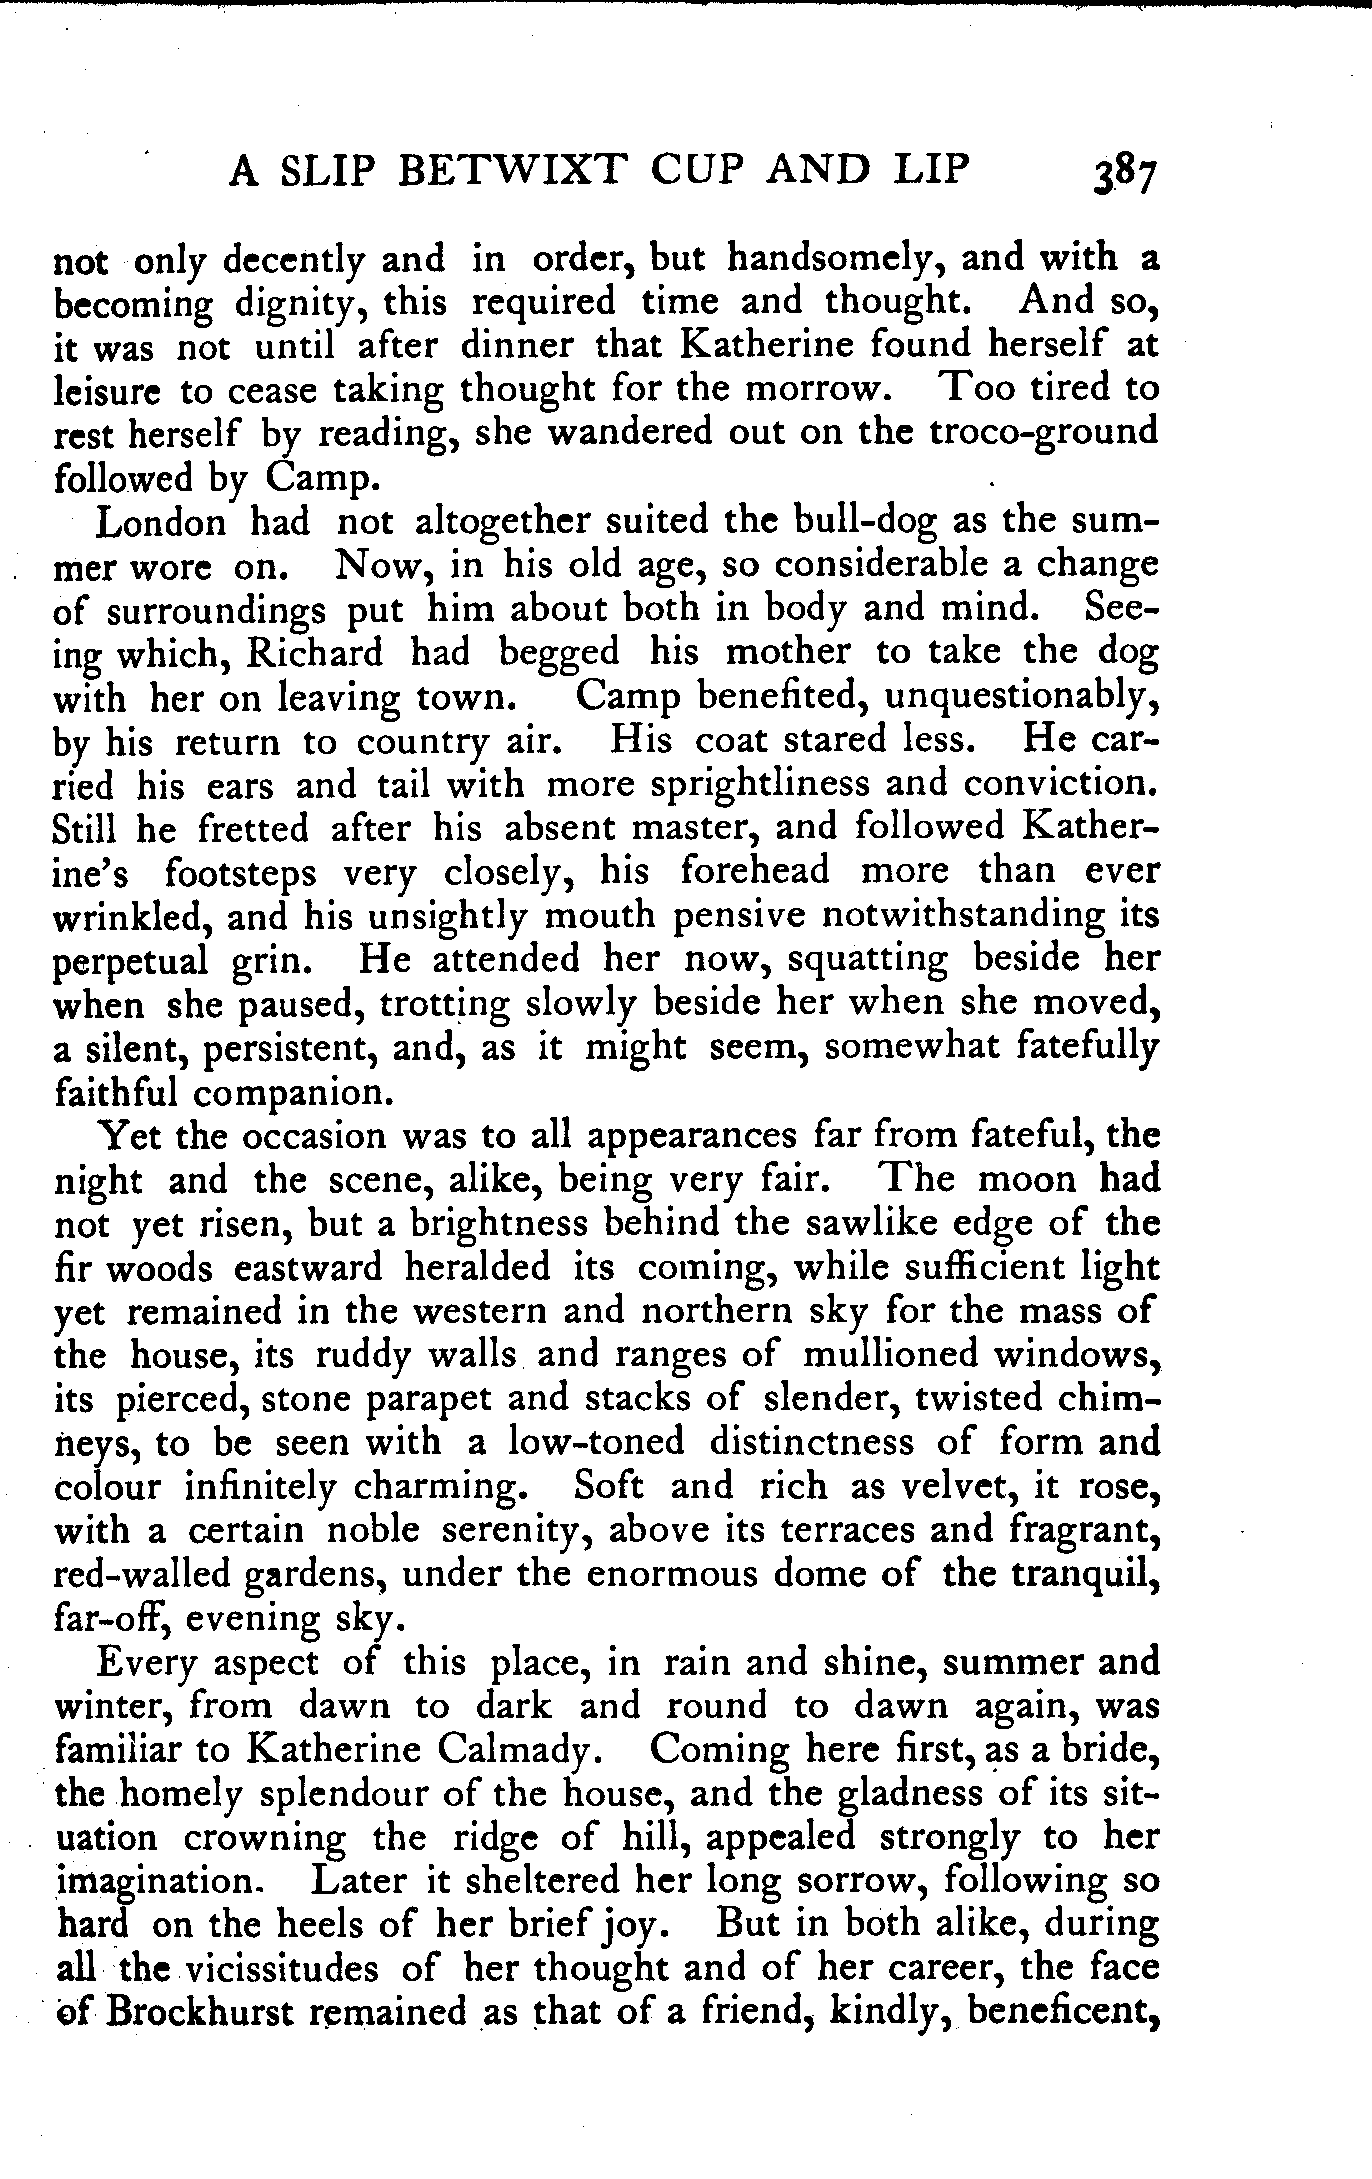 A SLIP BETWIXT CUP AND LIP 387
not only decently and in order, but handsomely, and with a
becoming dignity, this required time and thought. And so,
it was not until after dinner that Katherine found herself at
leisure to cease taking thought for the morrow. Too tired to
rest herself by reading, she wandered out on the troco-ground
followed by Camp.
London had not altogether suited the bull-dog as the sum-
mer wore on. Now, in his old age, so considerable a change
of surroundings put him about both in body and mind. See-
ing which, Richard had begged his mother to take the dog
with her on leaving town. Camp benefited, unquestionably,
by his return to country air. His coat stared less. He car-
ried his ears and tail with more sprightliness and conviction.
Still he fretted after his absent master, and followed Kather-
ine's footsteps very closely, his forehead more than ever
wrinkled, and his unsightly mouth pensive notwithstanding its
perpetual grin. He attended her now, squatting beside her
when she paused, trotting slowly beside her when she moved,
a silent, persistent, and, as it might seem, somewhat fatefully
faithful companion.
Yet the occasion was to all appearances far from fateful, the
night and the scene, alike, being very fair. The moon had
not yet risen, but a brightness behind the sawlike edge of the
fir woods eastward heralded its coming, while sufficient light
yet remained in the western and northern sky for the mass of
the house, its ruddy walls and ranges of mullioned windows,
its pierced, stone parapet and stacks of slender, twisted chim-
neys, to be seen with a low-toned distinctness of form and
colour infinitely charming. Soft and rich as velvet, it rose,
with a certain noble serenity, above its terraces and fragrant,
red-walled gardens, under the enormous dome of the tranquil,
far-off, evening sky.
Every aspect of this place, in rain and shine, summer and
winter, from dawn to dark and round to dawn again, was
familiar to Katherine Calmady. Coming here first, as a bride,
the homely splendour of the house, and the gladness of its sit-
uation crowning the ridge of hill, appealed strongly to her
imagination. Later it sheltered her long sorrow, following so
hard on the heels of her brief joy. But in both alike, during
all the vicissitudes of her thought and of her career, the face
of Brockhurst remained as that of a friend, kindly, beneficent,